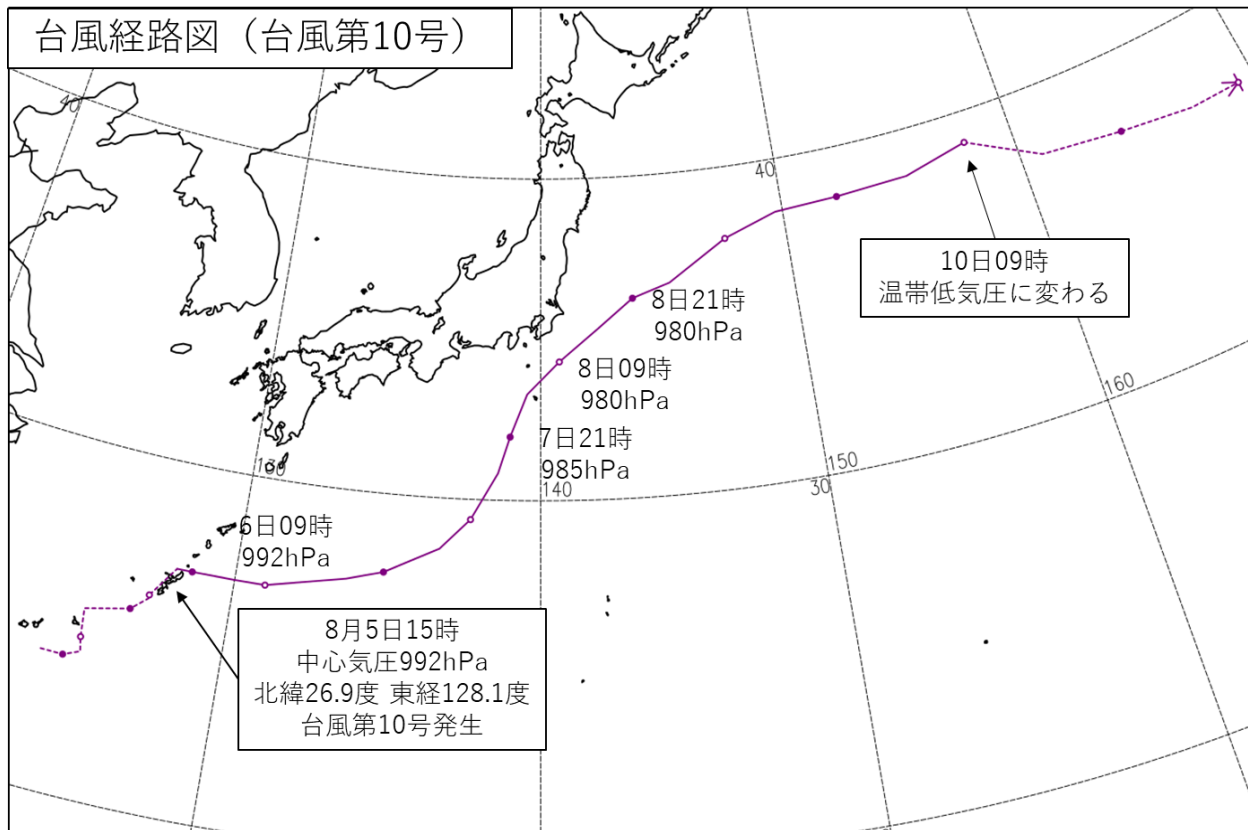 台風経路図（台風第10号）
40
40
10日09時
温帯低気圧に変わる
8日21時
980hPa
8日09時
980hPa
160
7日21時
985hPa
150
130
30
140
6日09時
992hPa
8月5日15時
中心気圧992hPa
北緯26.9度 東経128.1度
台風第10号発生